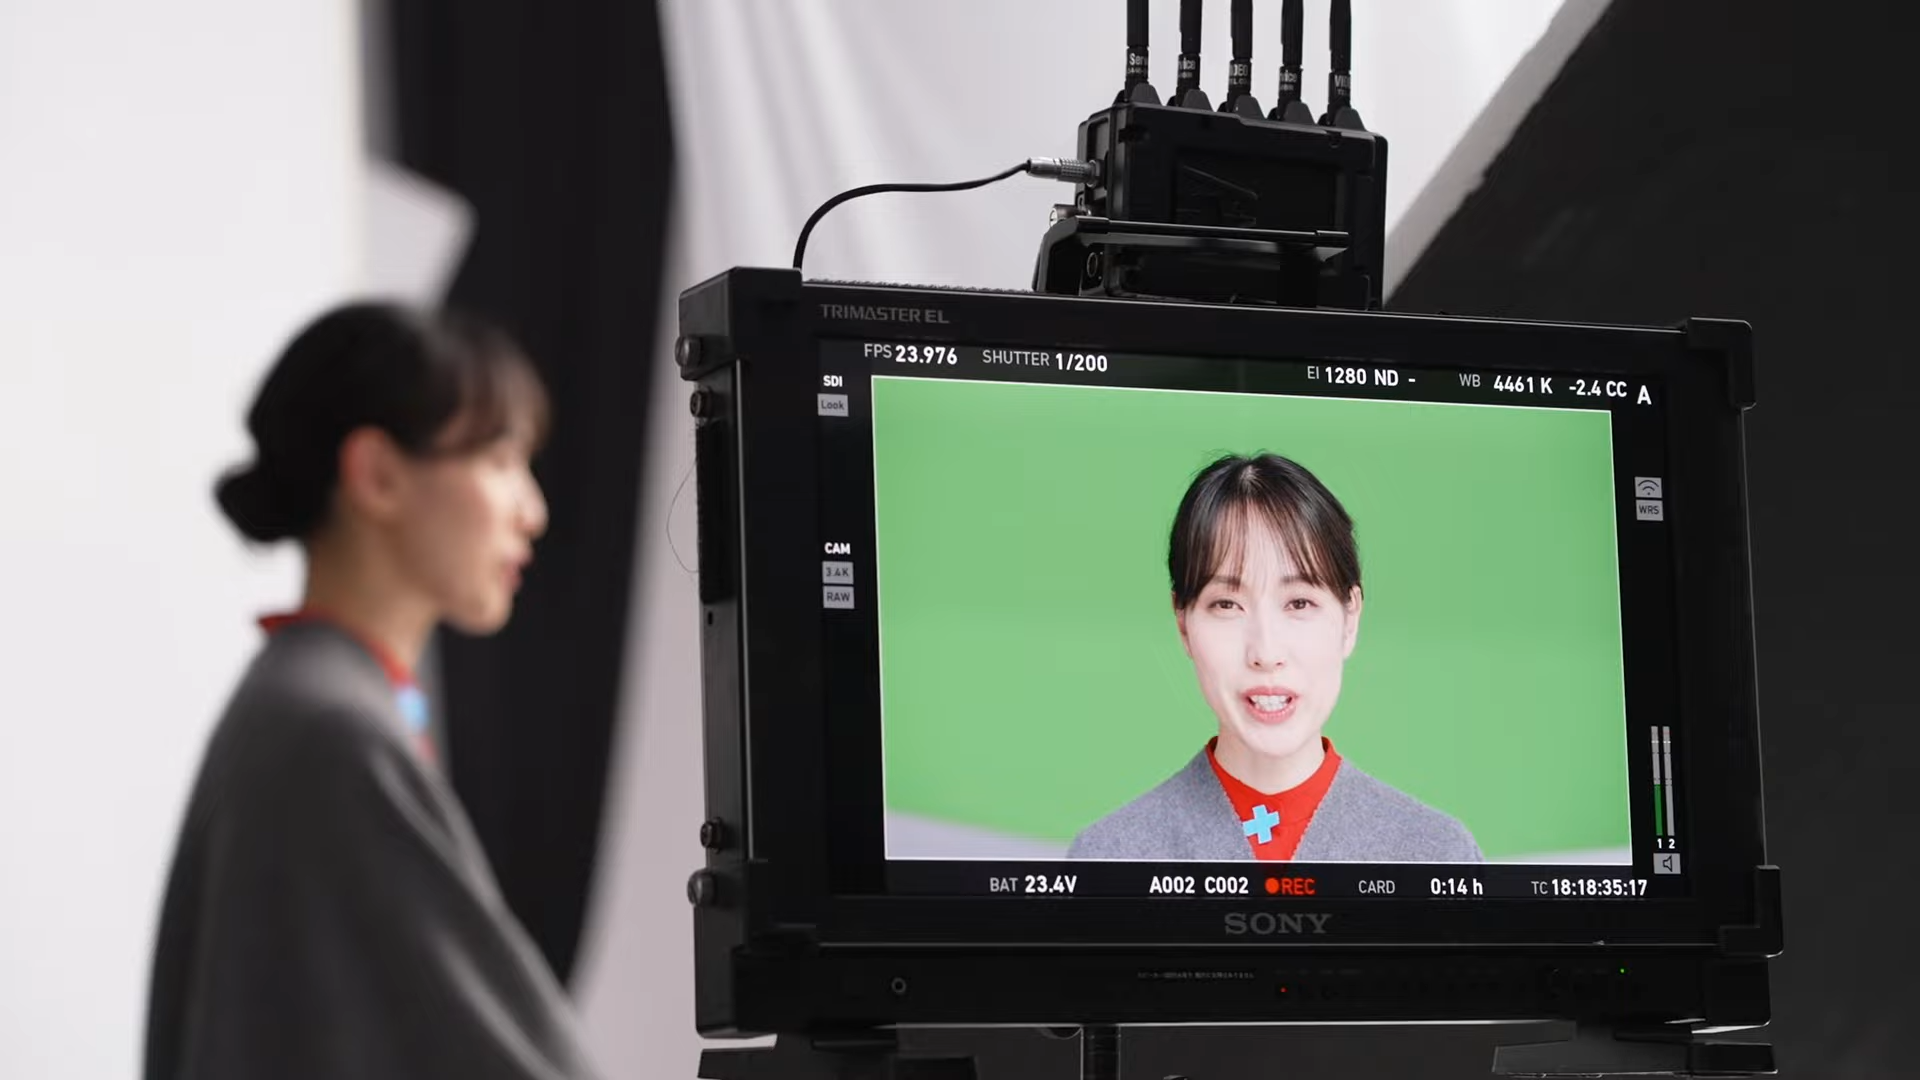 TRIMASTER EL
FPS 23.976 SHUTTER 1/200 EI 1280 ND - WB 4461 K -2.4 CC A
SDI
Look
WRS
CAM
3.4K
RAW
1 2
BAT 23.4V A002 C002 REC CARD 0:14 h TC 18:18:35:17
SONY